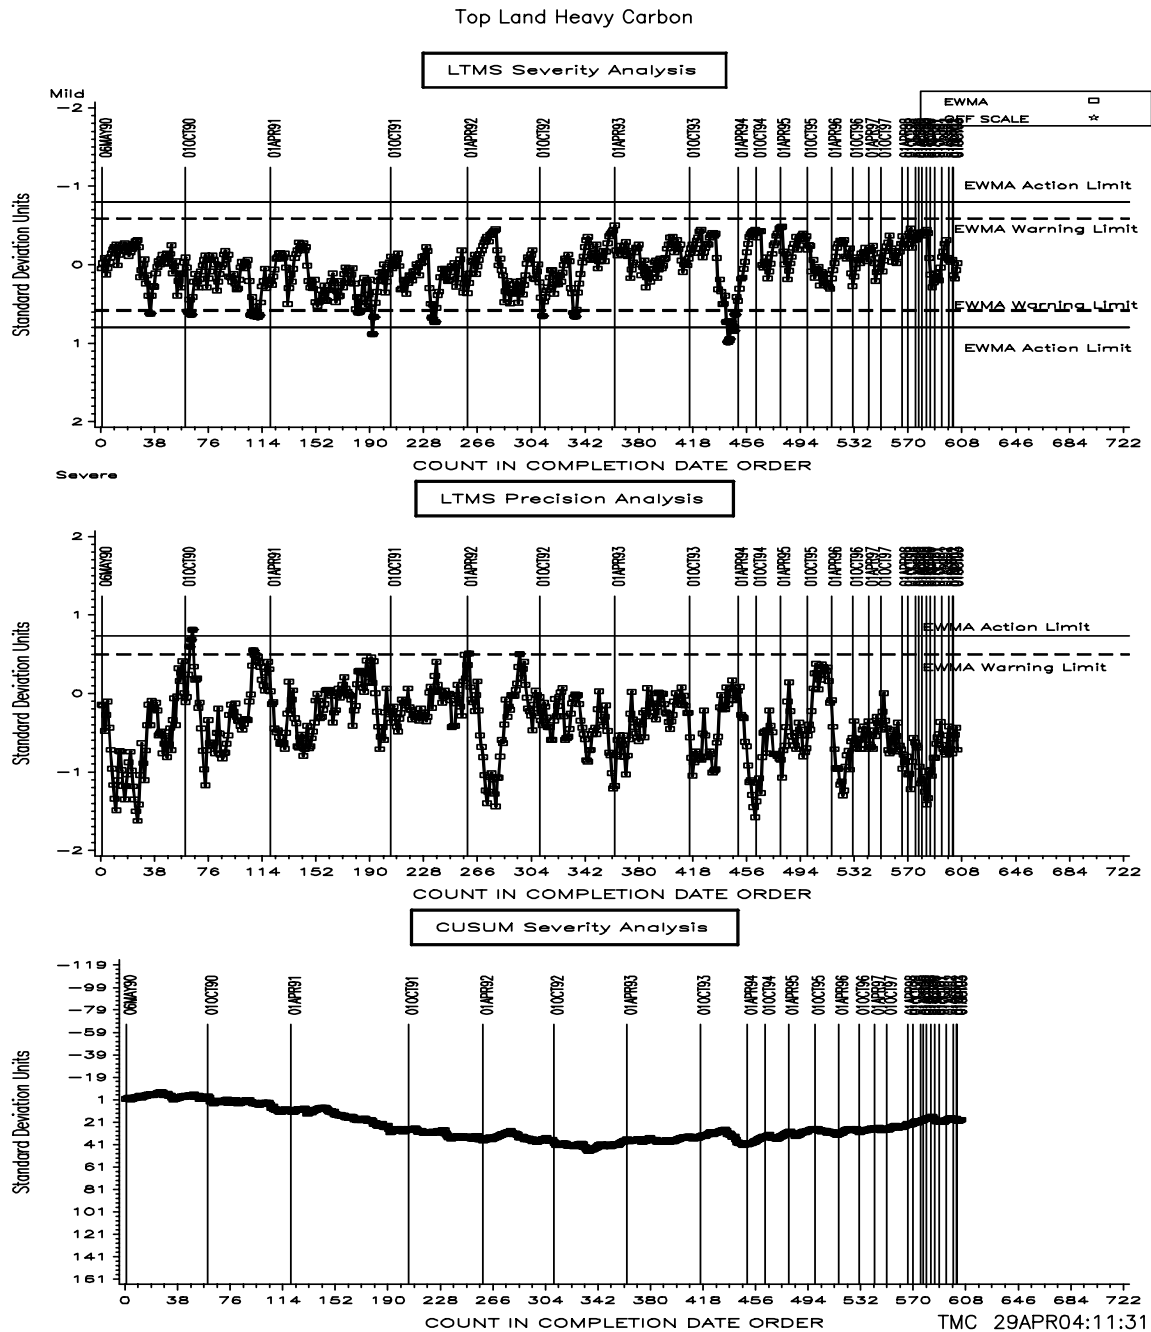 Top Land Heavy Carbon
LTMS Severity Analysis
Mild
EWMA
OFF SCALE
-2 -1 0 1 2
Standard Deviation Units
06MAY90 01OCT90 01APR91 01OCT91 01APR92 01OCT92 01APR93 01OCT93 01APR94 01OCT94 01APR95 01OCT95 01APR96 01OCT96 01APR97 01OCT97 01APR98
EWMA Action Limit
EWMA Warning Limit
EWMA Warning Limit
EWMA Action Limit
0 38 76 114 152 190 228 266 304 342 380 418 456 494 532 570 608 646 684 722
COUNT IN COMPLETION DATE ORDER
Severe
LTMS Precision Analysis
2 1 0 -1 -2
Standard Deviation Units
06MAY90 01OCT90 01APR91 01OCT91 01APR92 01OCT92 01APR93 01OCT93 01APR94 01OCT94 01APR95 01OCT95 01APR96 01OCT96 01APR97 01OCT97 01APR98
EWMA Action Limit
EWMA Warning Limit
0 38 76 114 152 190 228 266 304 342 380 418 456 494 532 570 608 646 684 722
COUNT IN COMPLETION DATE ORDER
CUSUM Severity Analysis
-119 -99 -79 -59 -39 -19 1 21 41 61 81 101 121 141 161
Standard Deviation Units
06MAY90 01OCT90 01APR91 01OCT91 01APR92 01OCT92 01APR93 01OCT93 01APR94 01OCT94 01APR95 01OCT95 01APR96 01OCT96 01APR97 01OCT97 01APR98
0 38 76 114 152 190 228 266 304 342 380 418 456 494 532 570 608 646 684 722
COUNT IN COMPLETION DATE ORDER
TMC 29APR04:11:31